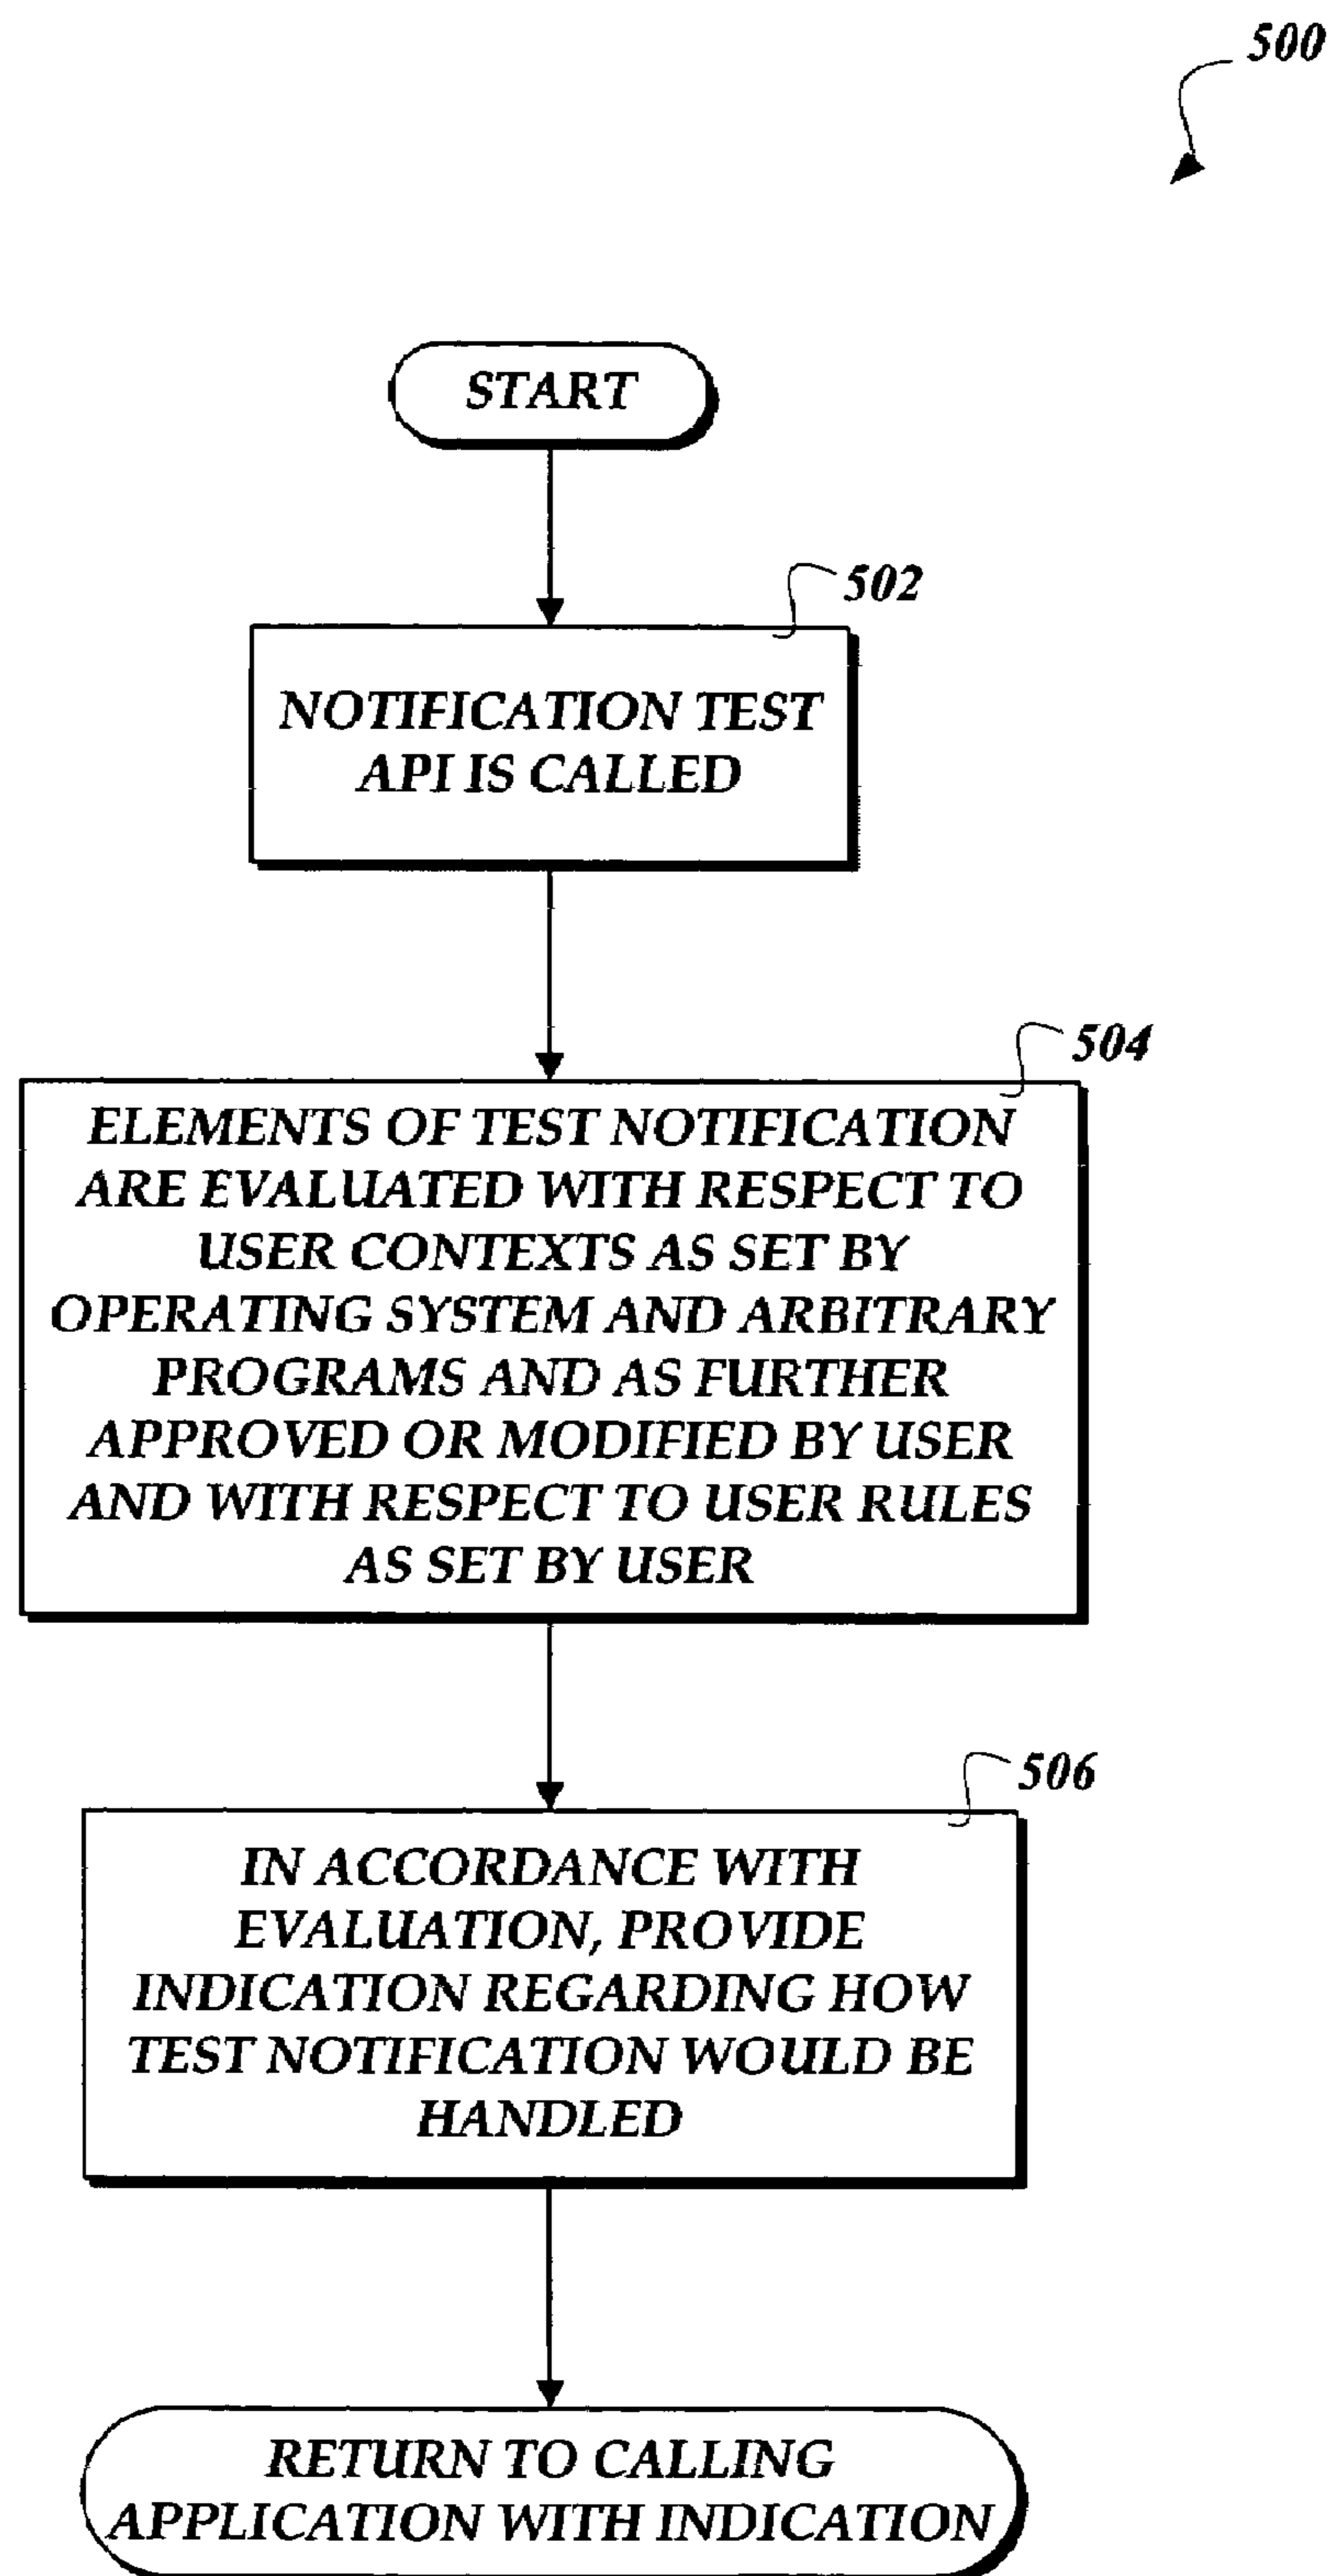 500
START
502
NOTIFICATION TEST
API IS CALLED
504
ELEMENTS OF TEST NOTIFICATION
ARE EVALUATED WITH RESPECT TO
USER CONTEXTS AS SET BY
OPERATING SYSTEM AND ARBITRARY
PROGRAMS AND AS FURTHER
APPROVED OR MODIFIED BY USER
AND WITH RESPECT TO USER RULES
AS SET BY USER
506
IN ACCORDANCE WITH
EVALUATION, PROVIDE
INDICATION REGARDING HOW
TEST NOTIFICATION WOULD BE
HANDLED
RETURN TO CALLING
APPLICATION WITH INDICATION